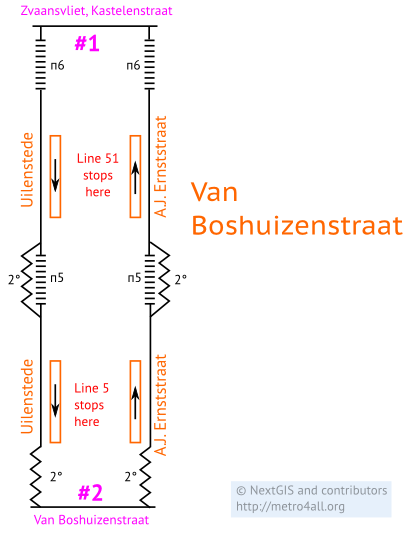 Zvaansvliet, Kastelenstraat
#1
п6
п6
Uilenstede
Line 51
stops
here
A.J. Ernststraat
Van
Boshuizenstraat
2°
п5
п5
2°
Uilenstede
Line 5
stops
here
A.J. Ernststraat
2°
2°
#2
Van Boshuizenstraat
© NextGIS and contributors
http://metro4all.org